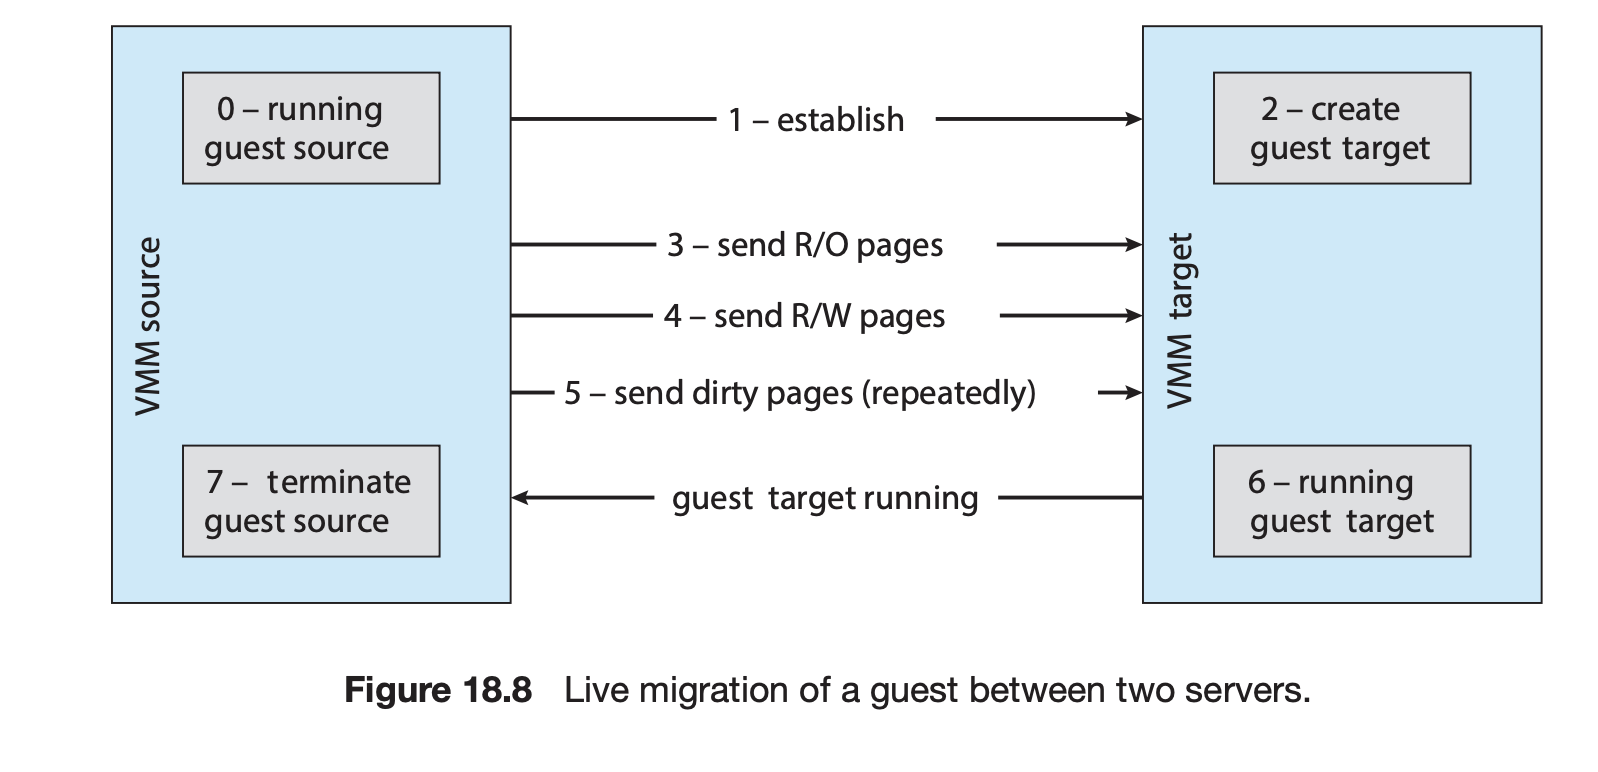 0 – running
guest source
1 – establish
2 – create
guest target
3 – send R/O pages
4 – send R/W pages
5 – send dirty pages (repeatedly)
VMM source
VMM target
7 – terminate
guest source
guest target running
6 – running
guest target
Figure 18.8 Live migration of a guest between two servers.